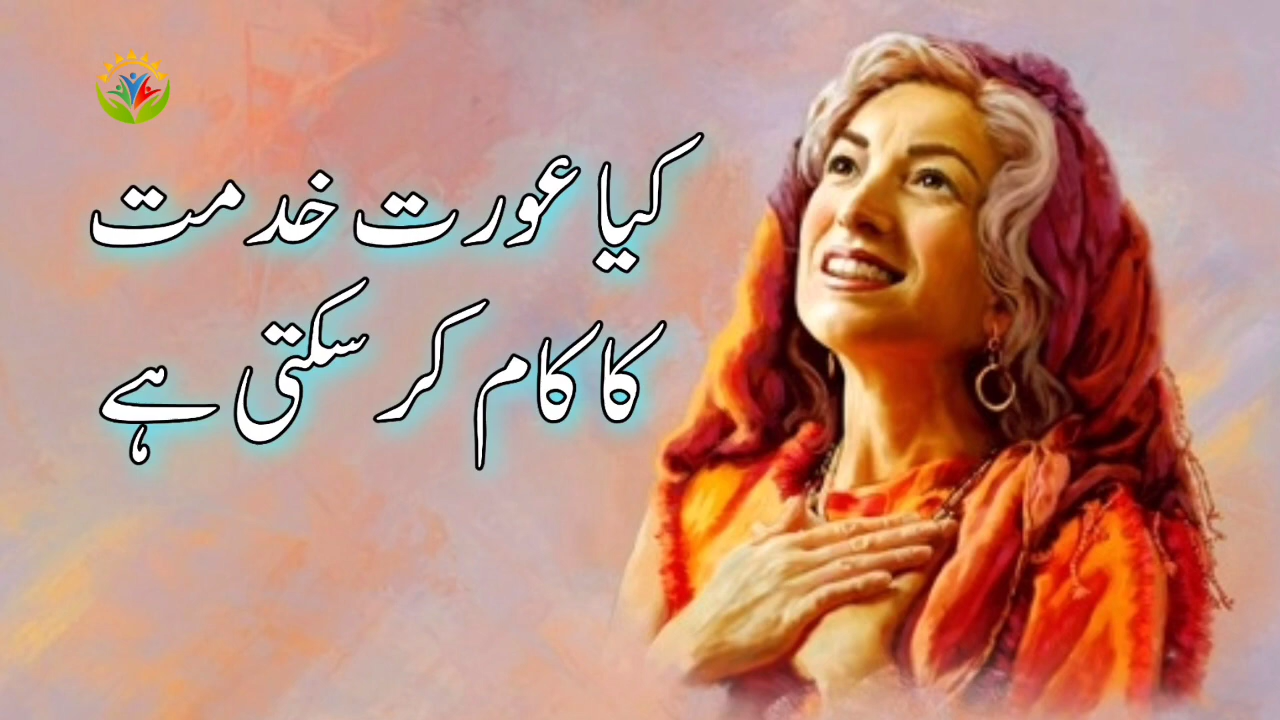 کیا عورت خدمت
کا کام کر سکتی ہے